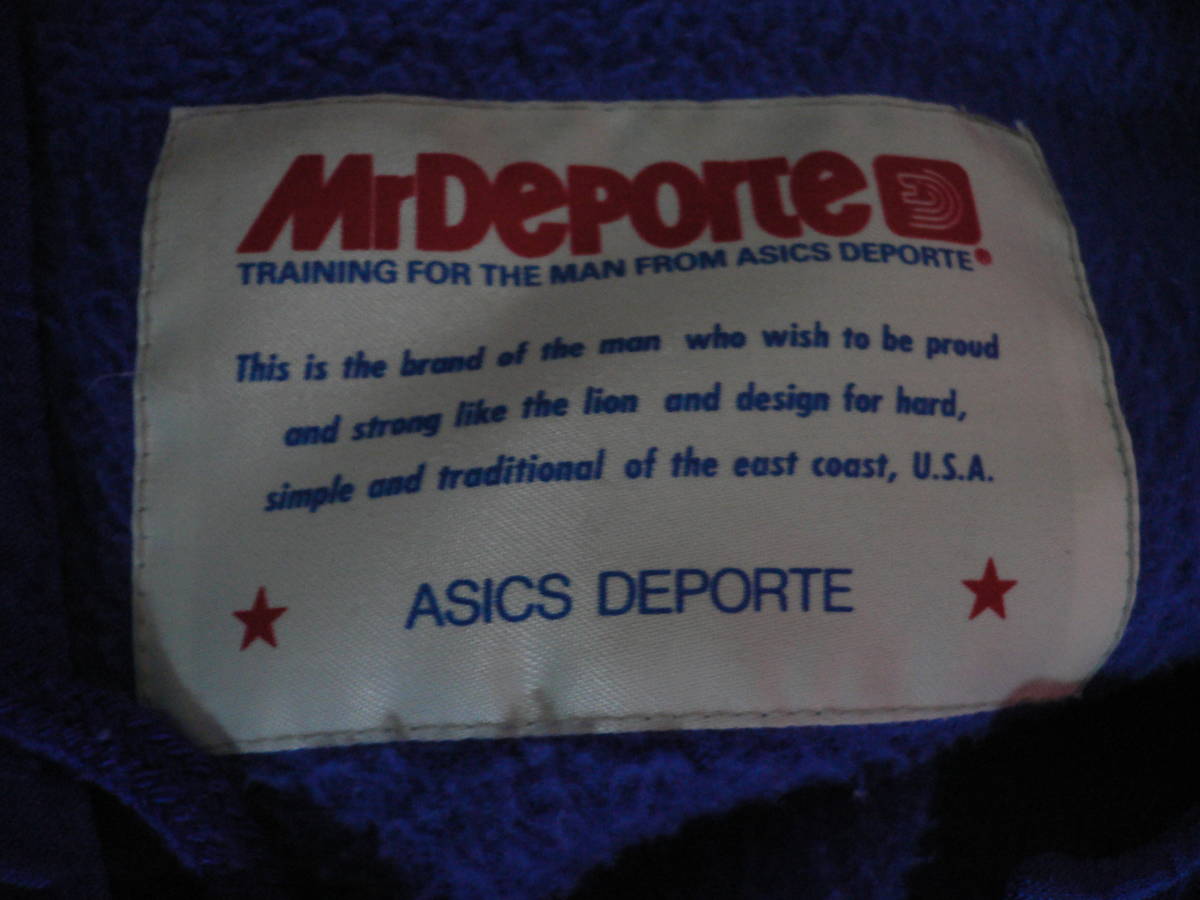 MrDeporte
TRAINING FOR THE MAN FROM ASICS DEPORTE
This is the brand of the man who wish to be proud
and strong like the lion and design for hard,
simple and traditional of the east coast, U.S.A.
ASICS DEPORTE